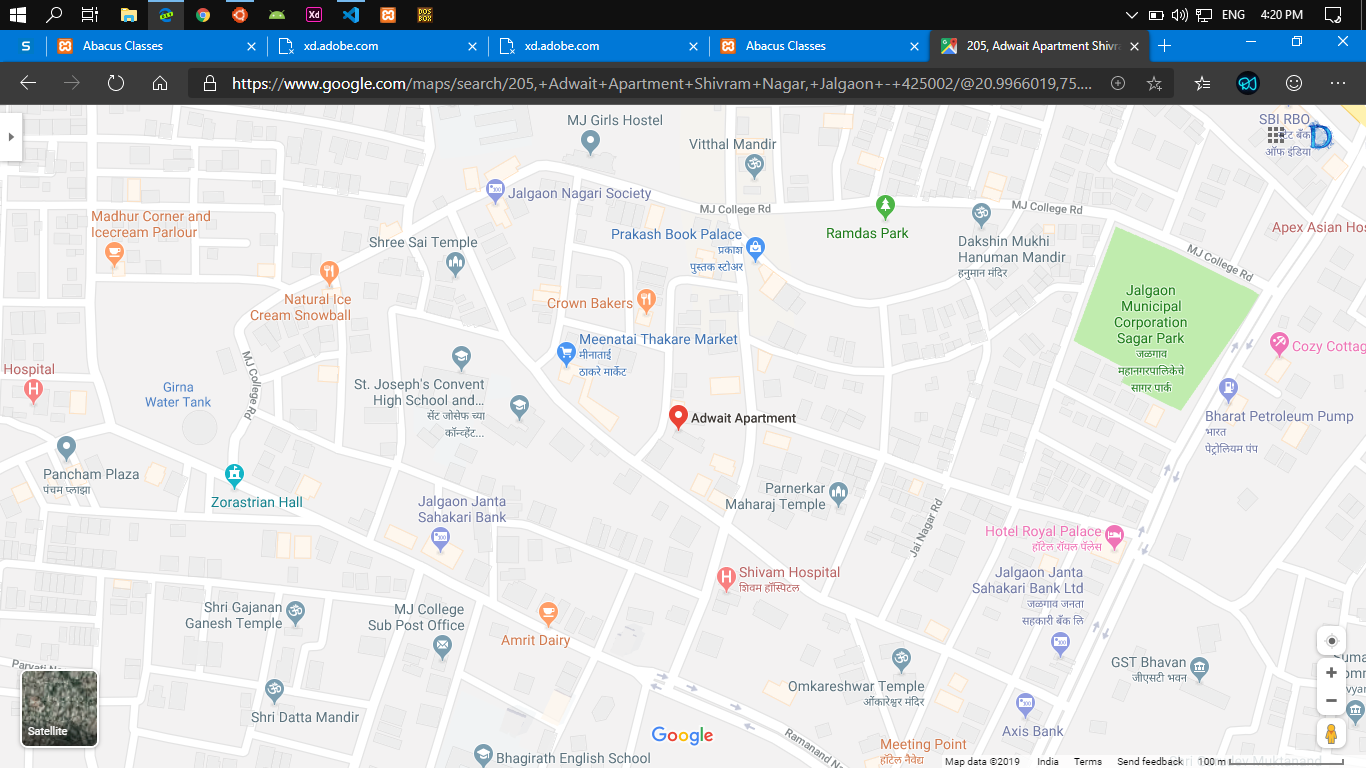 Xd
DOS
BOX
ENG
4:20 PM
S
Abacus Classes
xd.adobe.com
xd.adobe.com
Abacus Classes
205, Adwait Apartment Shivra
https://www.google.com/maps/search/205,+Adwait+Apartment+Shivram+Nagar,+Jalgaon+-+425002/@20.9966019,75....
MJ Girls Hostel
Vitthal Mandir
SBI RBO
ऑफ इंडिया
Jalgaon Nagari Society
MJ College Rd
MJ College Rd
Madhur Corner and
Icecream Parlour
Prakash Book Palace
प्रकाश
पुस्तक स्टोअर
Ramdas Park
Apex Asian Hos
Shree Sai Temple
Dakshin Mukhi
Hanuman Mandir
हनुमान मंदिर
MJ College Rd
Natural Ice
Cream Snowball
Crown Bakers
Jalgaon
Municipal
Corporation
Sagar Park
जळगाव
महानगरपालिकेचे
सागर पार्क
Meenatai Thakare Market
मीनाताई
ठाकरे मार्केट
Cozy Cottag
Hospital
MJ College Rd
Girna
Water Tank
St. Joseph's Convent
High School and...
सेंट जोसेफ च्या
कॉन्व्हेंट...
Adwait Apartment
Bharat Petroleum Pump
भारत
पेट्रोलियम पंप
Pancham Plaza
पंचम प्लाझा
Zorastrian Hall
Jalgaon Janta
Sahakari Bank
Parnerkar
Maharaj Temple
Jai Nagar Rd
Hotel Royal Palace
हॉटेल रॉयल पॅलेस
Shivam Hospital
शिवम हॉस्पिटल
Jalgaon Janta
Sahakari Bank Ltd
जळगाव जनता
सहकारी बँक लि
Shri Gajanan
Ganesh Temple
MJ College
Sub Post Office
Amrit Dairy
GST Bhavan
जीएसटी भवन
Omkareshwar Temple
ओंकारेश्वर मंदिर
Shri Datta Mandir
Satellite
Axis Bank
Google
Ramanand N
Meeting Point
हॉटेल नैवेद्य
Bhagirath English School
Map data ©2019
India
Terms
Send feedback
100 m